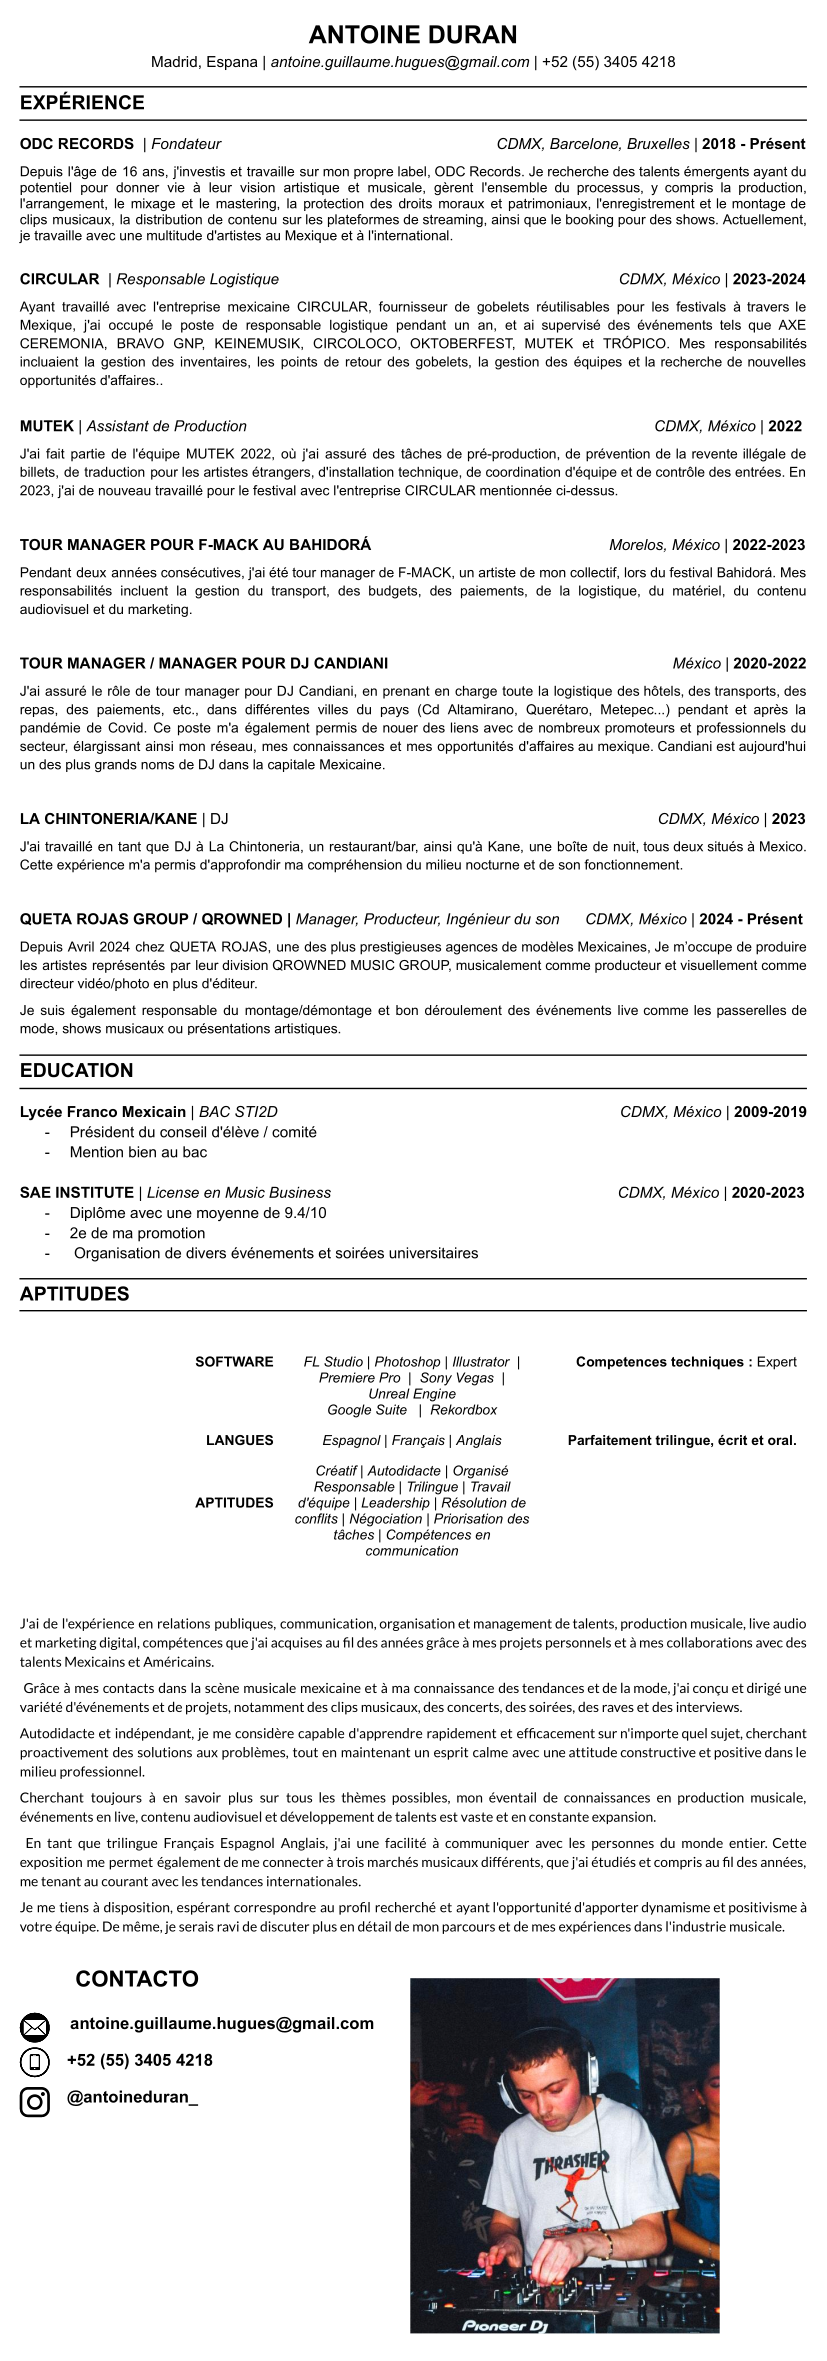 ANTOINE DURAN
Madrid, Espana | antoine.guillaume.hugues@gmail.com | +52 (55) 3405 4218
EXPÉRIENCE
ODC RECORDS | Fondateur CDMX, Barcelone, Bruxelles | 2018 - Présent
Depuis l'âge de 16 ans, j'investis et travaille sur mon propre label, ODC Records. Je recherche des talents émergents ayant du
potentiel pour donner vie à leur vision artistique et musicale, gèrent l'ensemble du processus, y compris la production,
l'arrangement, le mixage et le mastering, la protection des droits moraux et patrimoniaux, l'enregistrement et le montage de
clips musicaux, la distribution de contenu sur les plateformes de streaming, ainsi que le booking pour des shows. Actuellement,
je travaille avec une multitude d'artistes au Mexique et à l'international.
CIRCULAR | Responsable Logistique CDMX, México | 2023-2024
Ayant travaillé avec l'entreprise mexicaine CIRCULAR, fournisseur de gobelets réutilisables pour les festivals à travers le
Mexique, j'ai occupé le poste de responsable logistique pendant un an, et ai supervisé des événements tels que AXE
CEREMONIA, BRAVO GNP, KEINEMUSIK, CIRCOLOCO, OKTOBERFEST, MUTEK et TRÓPICO. Mes responsabilités
incluaient la gestion des inventaires, les points de retour des gobelets, la gestion des équipes et la recherche de nouvelles
opportunités d'affaires..
MUTEK | Assistant de Production CDMX, México | 2022
J'ai fait partie de l'équipe MUTEK 2022, où j'ai assuré des tâches de pré-production, de prévention de la revente illégale de
billets, de traduction pour les artistes étrangers, d'installation technique, de coordination d'équipe et de contrôle des entrées. En
2023, j'ai de nouveau travaillé pour le festival avec l'entreprise CIRCULAR mentionnée ci-dessus.
TOUR MANAGER POUR F-MACK AU BAHIDORÁ Morelos, México | 2022-2023
Pendant deux années consécutives, j'ai été tour manager de F-MACK, un artiste de mon collectif, lors du festival Bahidorá. Mes
responsabilités incluent la gestion du transport, des budgets, des paiements, de la logistique, du matériel, du contenu
audiovisuel et du marketing.
TOUR MANAGER / MANAGER POUR DJ CANDIANI México | 2020-2022
J'ai assuré le rôle de tour manager pour DJ Candiani, en prenant en charge toute la logistique des hôtels, des transports, des
repas, des paiements, etc., dans différentes villes du pays (Cd Altamirano, Querétaro, Metepec...) pendant et après la
pandémie de Covid. Ce poste m'a également permis de nouer des liens avec de nombreux promoteurs et professionnels du
secteur, élargissant ainsi mon réseau, mes connaissances et mes opportunités d'affaires au mexique. Candiani est aujourd'hui
un des plus grands noms de DJ dans la capitale Mexicaine.
LA CHINTONERIA/KANE | DJ CDMX, México | 2023
J'ai travaillé en tant que DJ à La Chintoneria, un restaurant/bar, ainsi qu'à Kane, une boîte de nuit, tous deux situés à Mexico.
Cette expérience m'a permis d'approfondir ma compréhension du milieu nocturne et de son fonctionnement.
QUETA ROJAS GROUP / QROWNED | Manager, Producteur, Ingénieur du son CDMX, México | 2024 - Présent
Depuis Avril 2024 chez QUETA ROJAS, une des plus prestigieuses agences de modèles Mexicaines, Je m'occupe de produire
les artistes représentés par leur division QROWNED MUSIC GROUP, musicalement comme producteur et visuellement comme
directeur vidéo/photo en plus d'éditeur.
Je suis également responsable du montage/démontage et bon déroulement des événements live comme les passerelles de
mode, shows musicaux ou présentations artistiques.
EDUCATION
Lycée Franco Mexicain | BAC STI2D CDMX, México | 2009-2019
- Président du conseil d'élève / comité
- Mention bien au bac
SAE INSTITUTE | License en Music Business CDMX, México | 2020-2023
- Diplôme avec une moyenne de 9.4/10
- 2e de ma promotion
- Organisation de divers événements et soirées universitaires
APTITUDES
SOFTWARE FL Studio | Photoshop | Illustrator | Competences techniques : Expert
Premiere Pro | Sony Vegas |
Unreal Engine
Google Suite | Rekordbox
LANGUES Espagnol | Français | Anglais Parfaitement trilingue, écrit et oral.
Créatif | Autodidacte | Organisé
Responsable | Trilingue | Travail
APTITUDES d'équipe | Leadership | Résolution de
conflits | Négociation | Priorisation des
tâches | Compétences en
communication
J'ai de l'expérience en relations publiques, communication, organisation et management de talents, production musicale, live audio
et marketing digital, compétences que j'ai acquises au fil des années grâce à mes projets personnels et à mes collaborations avec des
talents Mexicains et Américains.
Grâce à mes contacts dans la scène musicale mexicaine et à ma connaissance des tendances et de la mode, j'ai conçu et dirigé une
variété d'événements et de projets, notamment des clips musicaux, des concerts, des soirées, des raves et des interviews.
Autodidacte et indépendant, je me considère capable d'apprendre rapidement et efficacement sur n'importe quel sujet, cherchant
proactivement des solutions aux problèmes, tout en maintenant un esprit calme avec une attitude constructive et positive dans le
milieu professionnel.
Cherchant toujours à en savoir plus sur tous les thèmes possibles, mon éventail de connaissances en production musicale,
événements en live, contenu audiovisuel et développement de talents est vaste et en constante expansion.
En tant que trilingue Français Espagnol Anglais, j'ai une facilité à communiquer avec les personnes du monde entier. Cette
exposition me permet également de me connecter à trois marchés musicaux différents, que j'ai étudiés et compris au fil des années,
me tenant au courant avec les tendances internationales.
Je me tiens à disposition, espérant correspondre au profil recherché et ayant l'opportunité d'apporter dynamisme et positivisme à
votre équipe. De même, je serais ravi de discuter plus en détail de mon parcours et de mes expériences dans l'industrie musicale.
CONTACTO
antoine.guillaume.hugues@gmail.com
+52 (55) 3405 4218
@antoineduran_
THRASHER
Pioneer DJ